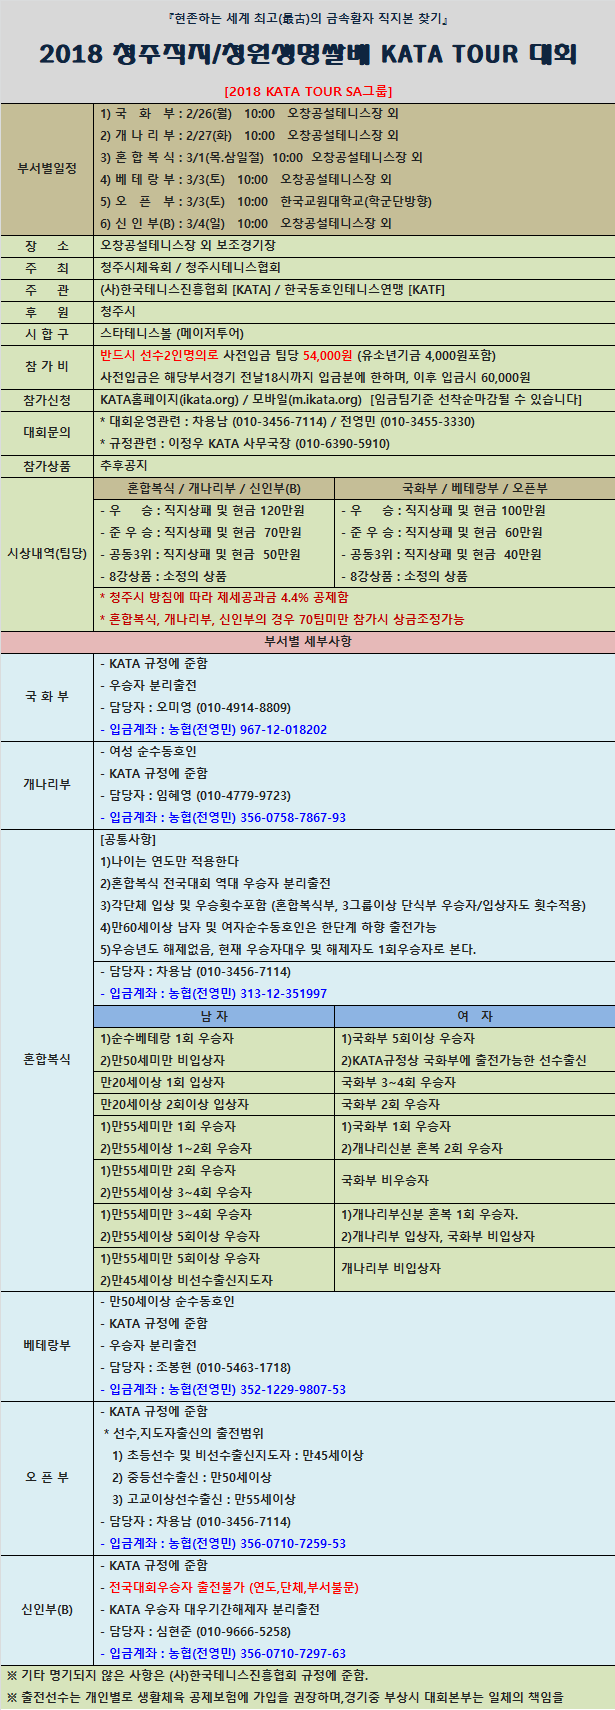 『현존하는 세계 최고(最古)의 금속활자 직지본 찾기』
2018 청주직지/청원생명쌀배 KATA TOUR 대회
[2018 KATA TOUR SA그룹]
부서별일정
1) 국 화 부 : 2/26(월) 10:00 오창공설테니스장 외
2) 개 나 리 부 : 2/27(화) 10:00 오창공설테니스장 외
3) 혼 합 복 식 : 3/1(목.삼일절) 10:00 오창공설테니스장 외
4) 베 테 랑 부 : 3/3(토) 10:00 오창공설테니스장 외
5) 오 픈 부 : 3/3(토) 10:00 한국교원대학교(학군단방향)
6) 신 인 부(B) : 3/4(일) 10:00 오창공설테니스장 외
장 소 오창공설테니스장 외 보조경기장
주 최 청주시체육회 / 청주시테니스협회
주 관 (사)한국테니스진흥협회 [KATA] / 한국동호인테니스연맹 [KATF]
후 원 청주시
시 합 구 스타테니스볼 (메이저투어)
참 가 비
반드시 선수2인명의로 사전입금 팀당 54,000원 (유소년기금 4,000원포함)
사전입금은 해당부서경기 전날18시까지 입금분에 한하며, 이후 입금시 60,000원
참가신청 KATA홈페이지(ikata.org) / 모바일(m.ikata.org) [입금팀기준 선착순마감될 수 있습니다]
대회문의
* 대회운영관련 : 차용남 (010-3456-7114) / 전영민 (010-3455-3330)
* 규정관련 : 이정우 KATA 사무국장 (010-6390-5910)
참가상품 추후공지
시상내역(팀당)
혼합복식 / 개나리부 / 신인부(B) 국화부 / 베테랑부 / 오픈부
- 우 승 : 직지상패 및 현금 120만원 - 우 승 : 직지상패 및 현금 100만원
- 준 우 승 : 직지상패 및 현금 70만원 - 준 우 승 : 직지상패 및 현금 60만원
- 공동3위 : 직지상패 및 현금 50만원 - 공동3위 : 직지상패 및 현금 40만원
- 8강상품 : 소정의 상품 - 8강상품 : 소정의 상품
* 청주시 방침에 따라 제세공과금 4.4% 공제함
* 혼합복식, 개나리부, 신인부의 경우 70팀미만 참가시 상금조정가능
부서별 세부사항
국 화 부
- KATA 규정에 준함
- 우승자 분리출전
- 담당자 : 오미영 (010-4914-8809)
- 입금계좌 : 농협(전영민) 967-12-018202
개나리부
- 여성 순수동호인
- KATA 규정에 준함
- 담당자 : 임혜영 (010-4779-9723)
- 입금계좌 : 농협(전영민) 356-0758-7867-93
혼합복식
[공통사항]
1)나이는 연도만 적용한다
2)혼합복식 전국대회 역대 우승자 분리출전
3)각단체 입상 및 우승횟수포함 (혼합복식부, 3그룹이상 단식부 우승자/입상자도 횟수적용)
4)만60세이상 남자 및 여자순수동호인은 한단계 하향 출전가능
5)우승년도 해제없음, 현재 우승자대우 및 해제자도 1회우승자로 본다.
- 담당자 : 차용남 (010-3456-7114)
- 입금계좌 : 농협(전영민) 313-12-351997
남 자 여 자
1)순수베테랑 1회 우승자 1)국화부 5회이상 우승자
2)만50세미만 비입상자 2)KATA규정상 국화부에 출전가능한 선수출신
만20세이상 1회 입상자 국화부 3~4회 우승자
만20세이상 2회이상 입상자 국화부 2회 우승자
1)만55세미만 1회 우승자 1)국화부 1회 우승자
2)만55세이상 1~2회 우승자 2)개나리신분 혼복 2회 우승자
1)만55세미만 2회 우승자
2)만55세이상 3~4회 우승자
국화부 비우승자
1)만55세미만 3~4회 우승자 1)개나리부신분 혼복 1회 우승자.
2)만55세이상 5회이상 우승자 2)개나리부 입상자, 국화부 비입상자
1)만55세미만 5회이상 우승자
2)만45세이상 비선수출신지도자
개나리부 비입상자
베테랑부
- 만50세이상 순수동호인
- KATA 규정에 준함
- 우승자 분리출전
- 담당자 : 조봉현 (010-5463-1718)
- 입금계좌 : 농협(전영민) 352-1229-9807-53
오 픈 부
- KATA 규정에 준함
* 선수,지도자출신의 출전범위
1) 초등선수 및 비선수출신지도자 : 만45세이상
2) 중등선수출신 : 만50세이상
3) 고교이상선수출신 : 만55세이상
- 담당자 : 차용남 (010-3456-7114)
- 입금계좌 : 농협(전영민) 356-0710-7259-53
신인부(B)
- KATA 규정에 준함
- 전국대회우승자 출전불가 (연도,단체,부서불문)
- KATA 우승자 대우기간해제자 분리출전
- 담당자 : 심현준 (010-9666-5258)
- 입금계좌 : 농협(전영민) 356-0710-7297-63
※ 기타 명기되지 않은 사항은 (사)한국테니스진흥협회 규정에 준함.
※ 출전선수는 개인별로 생활체육 공제보험에 가입을 권장하며,경기중 부상시 대회본부는 일체의 책임을